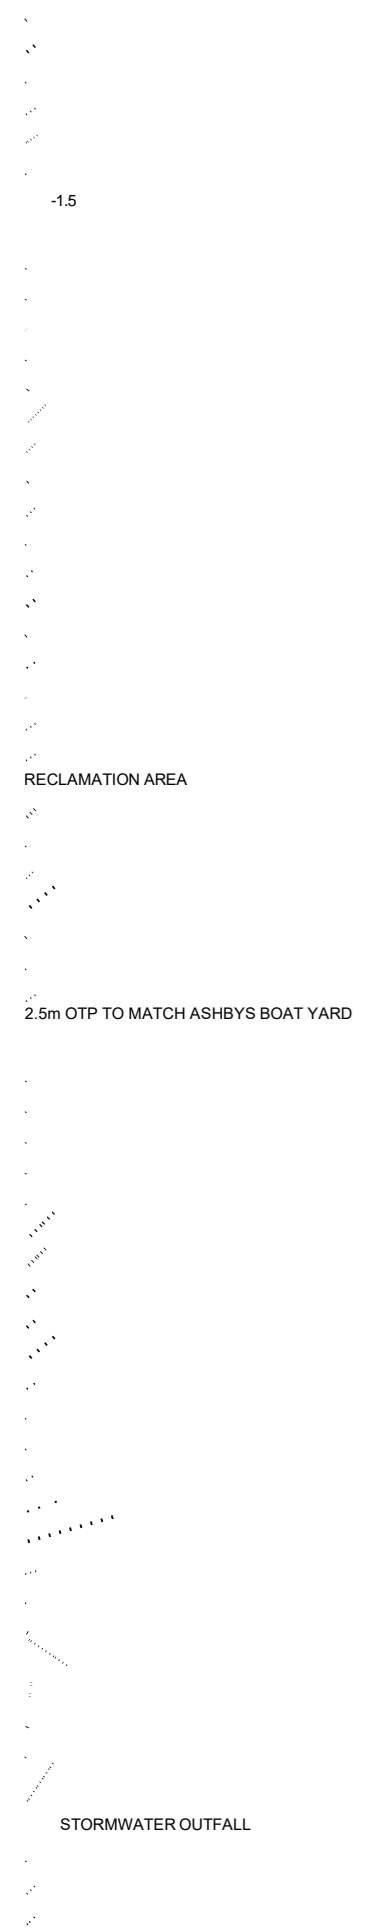 -1.5
RECLAMATION AREA
2.5m OTP TO MATCH ASHBYS BOAT YARD
STORMWATER OUTFALL